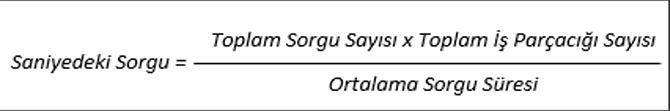 Saniyedeki Sorgu = Toplam Sorgu Sayısı x Toplam İş Parçacığı Sayısı
Ortalama Sorgu Süresi